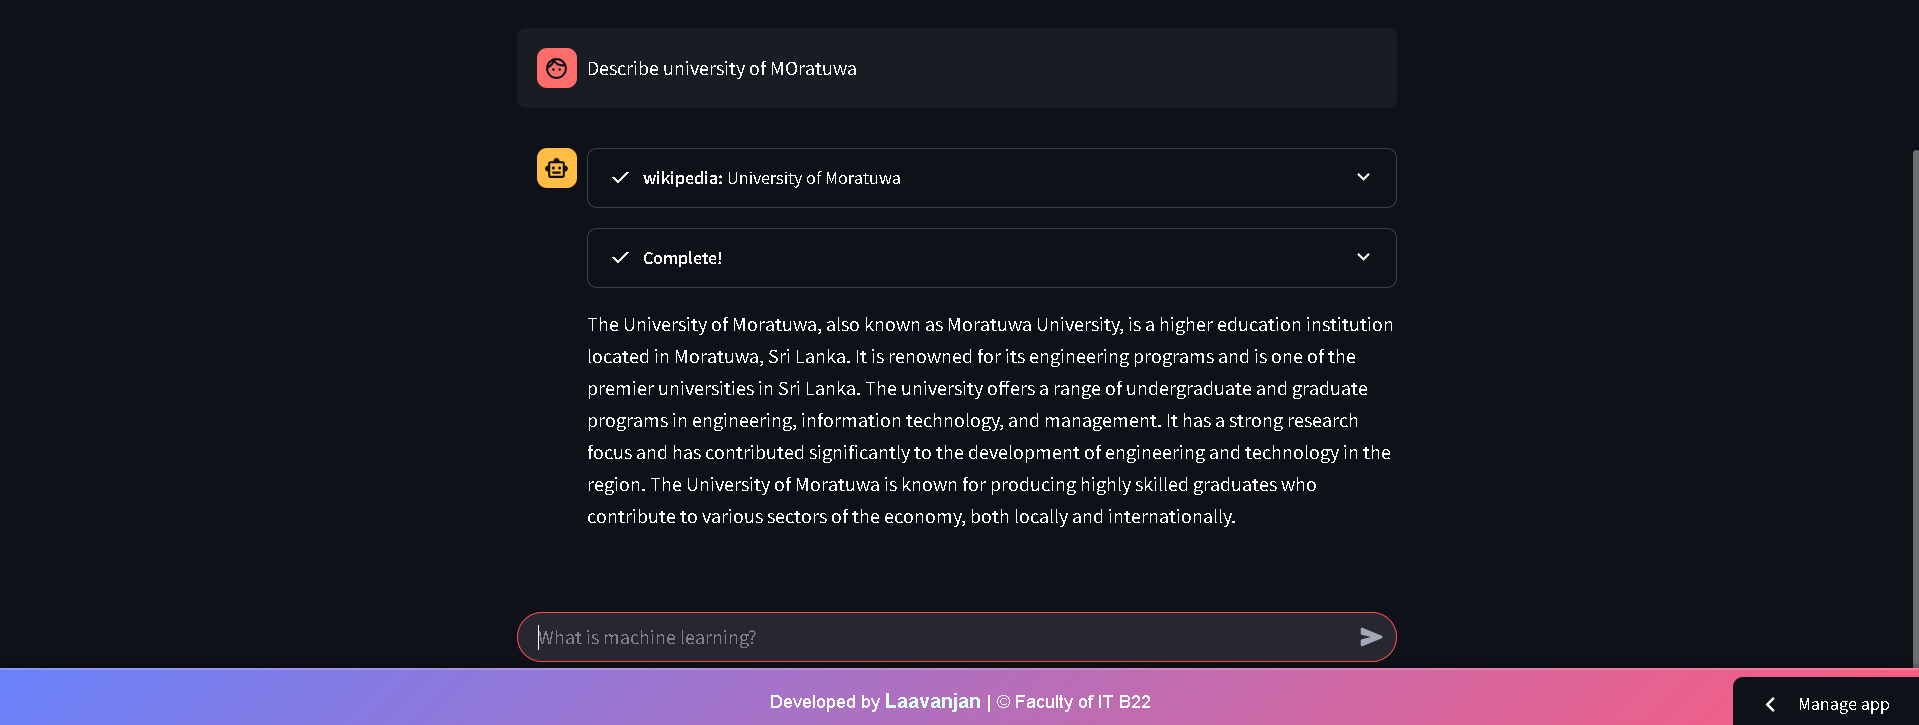 Describe university of MOratuwa
wikipedia: University of Moratuwa
Complete!
The University of Moratuwa, also known as Moratuwa University, is a higher education institution
located in Moratuwa, Sri Lanka. It is renowned for its engineering programs and is one of the
premier universities in Sri Lanka. The university offers a range of undergraduate and graduate
programs in engineering, information technology, and management. It has a strong research
focus and has contributed significantly to the development of engineering and technology in the
region. The University of Moratuwa is known for producing highly skilled graduates who
contribute to various sectors of the economy, both locally and internationally.
What is machine learning?
Developed by Laavanjan | © Faculty of IT B22
Manage app